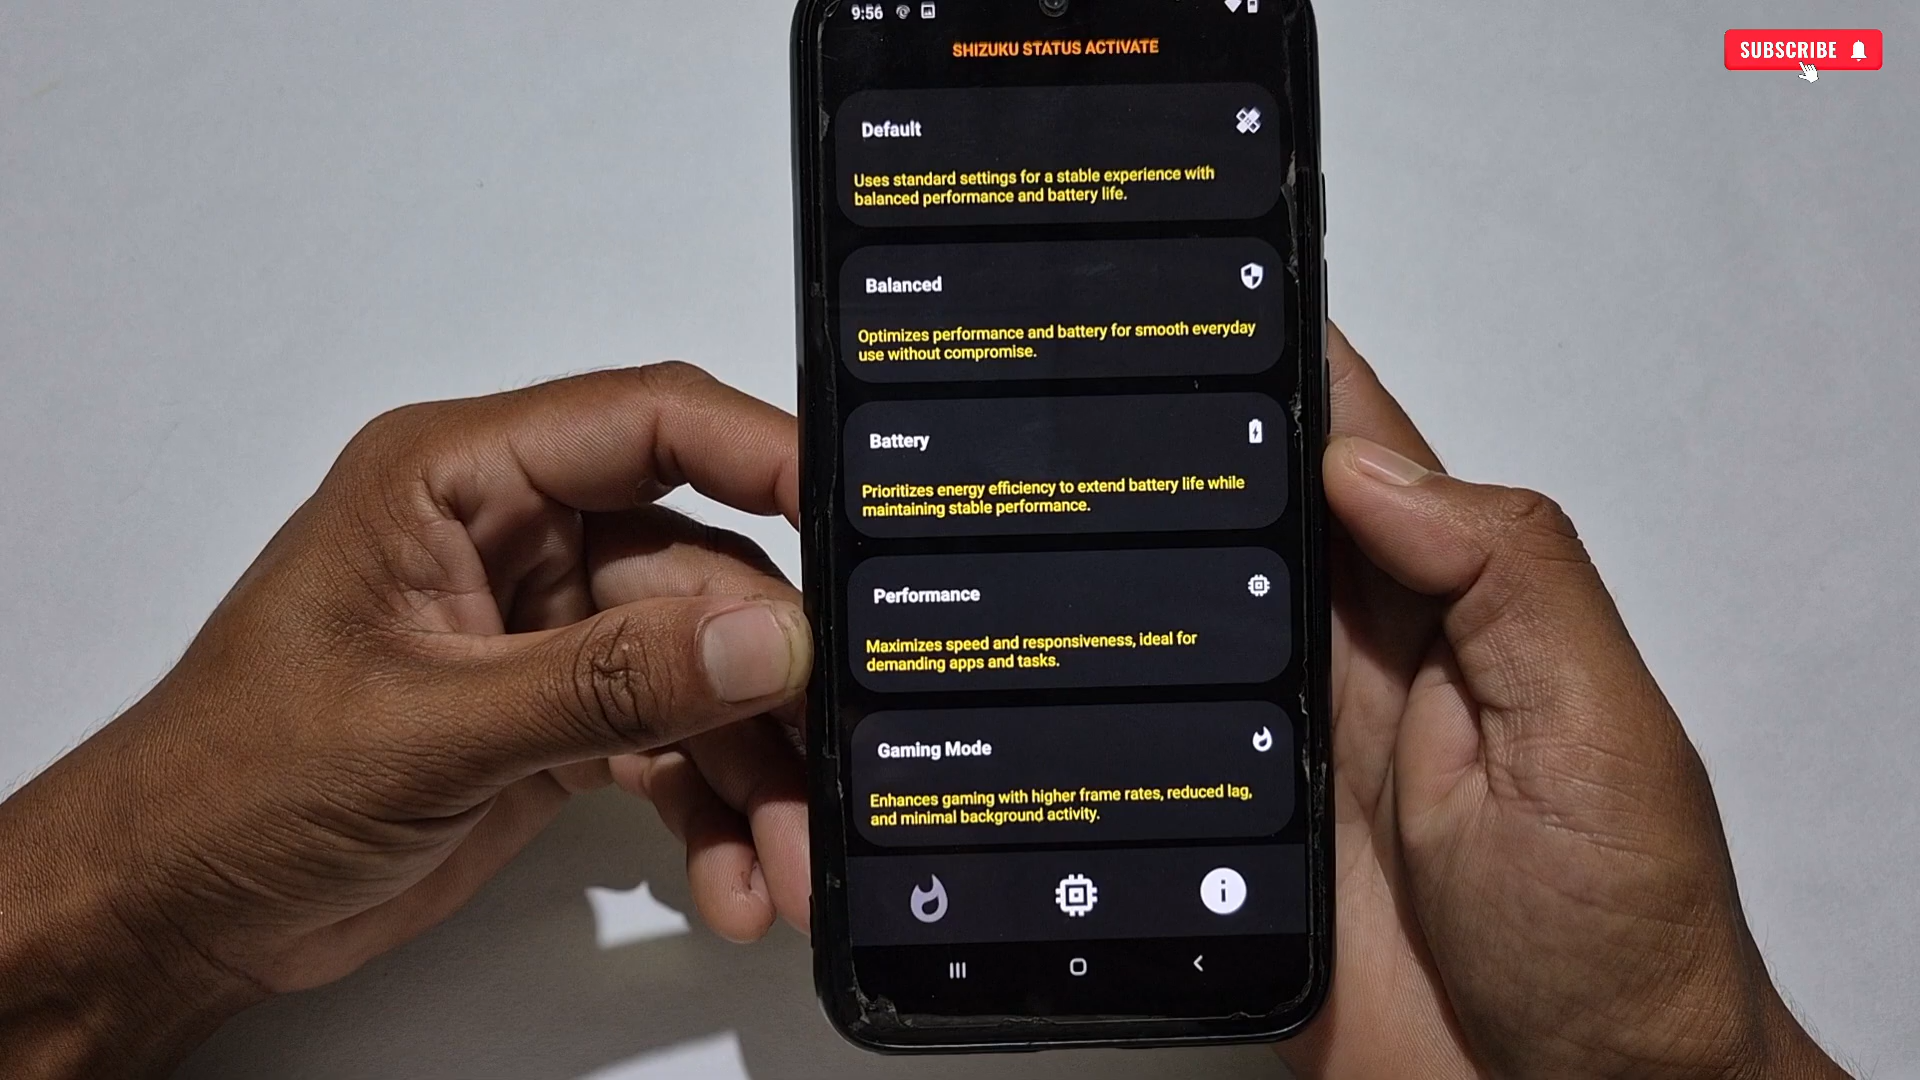 9:56
SUBSCRIBE
SHIZUKU STATUS ACTIVATE
Default
Uses standard settings for a stable experience with
balanced performance and battery life.
Balanced
Optimizes performance and battery for smooth everyday
use without compromise.
Battery
Prioritizes energy efficiency to extend battery life while
maintaining stable performance.
Performance
Maximizes speed and responsiveness, ideal for
demanding apps and tasks.
Gaming Mode
Enhances gaming with higher frame rates, reduced lag,
and minimal background activity.